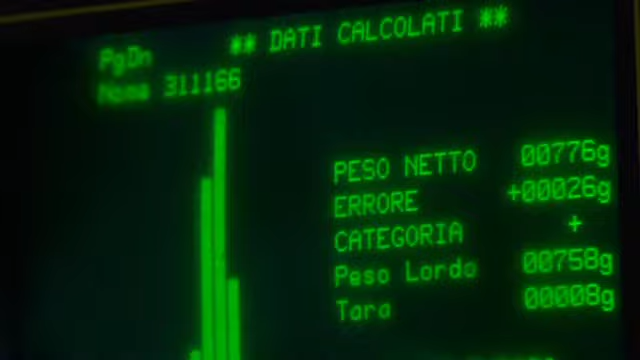 PgDn
** DATI CALCOLATI **
Nome 311166
PESO NETTO 00776g
ERRORE +00026g
CATEGORIA +
Peso Lordo 00758g
Tara 00008g